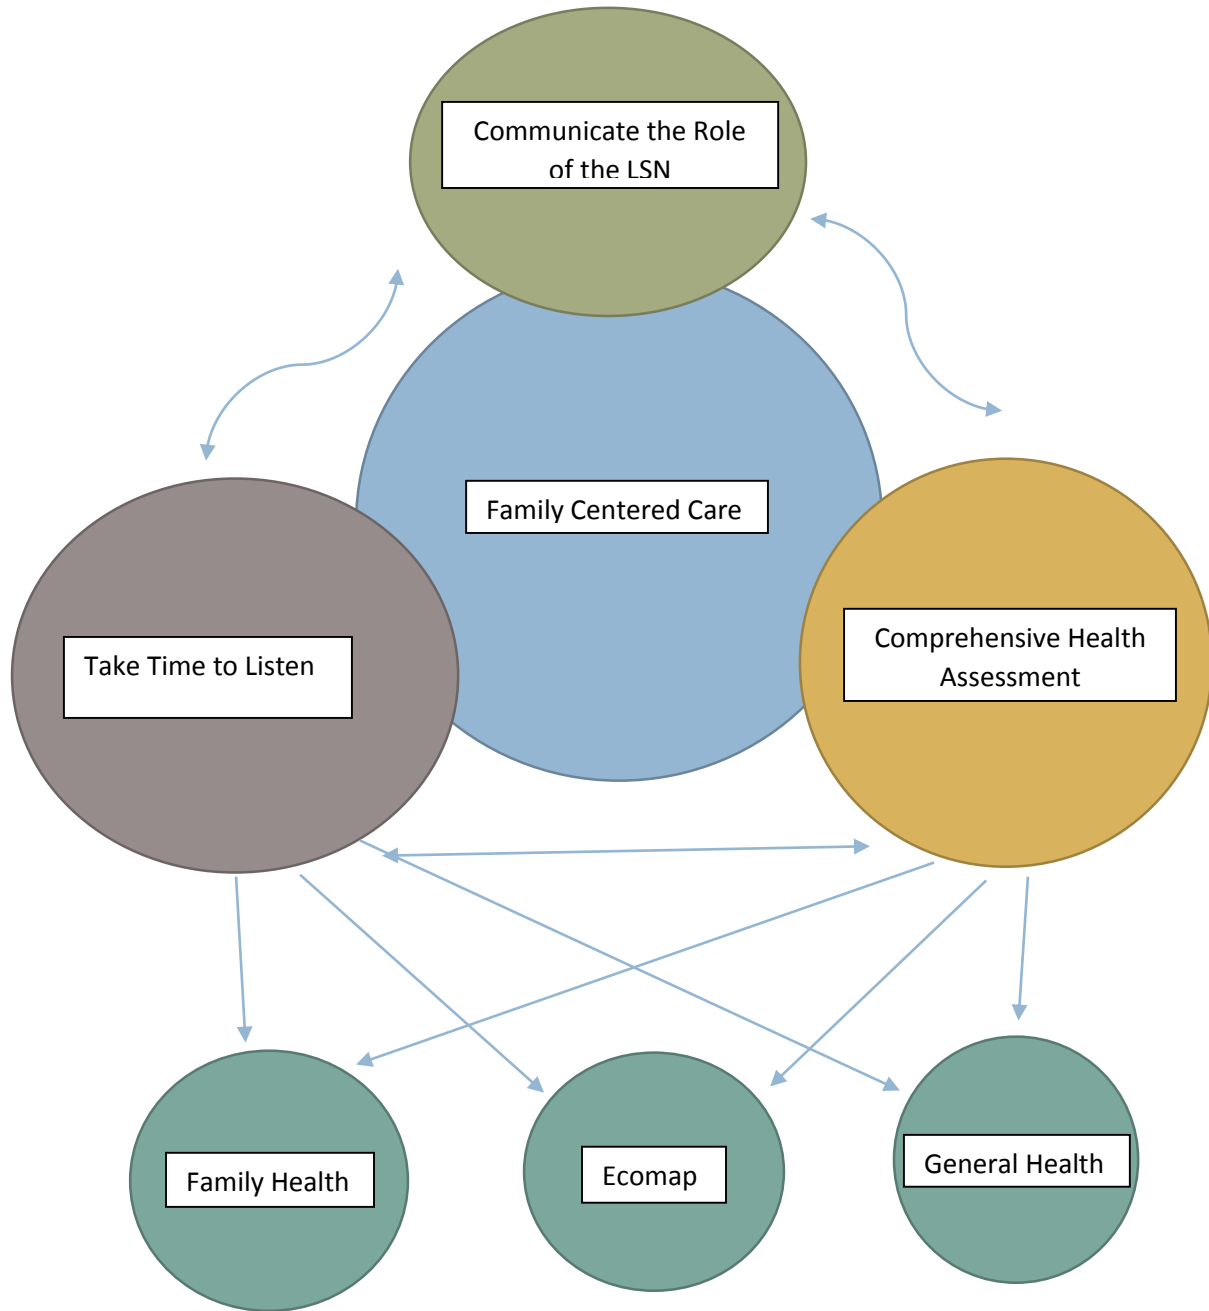 Communicate the Role
of the LSN
Family Centered Care
Take Time to Listen
Comprehensive Health
Assessment
Family Health
Ecomap
General Health